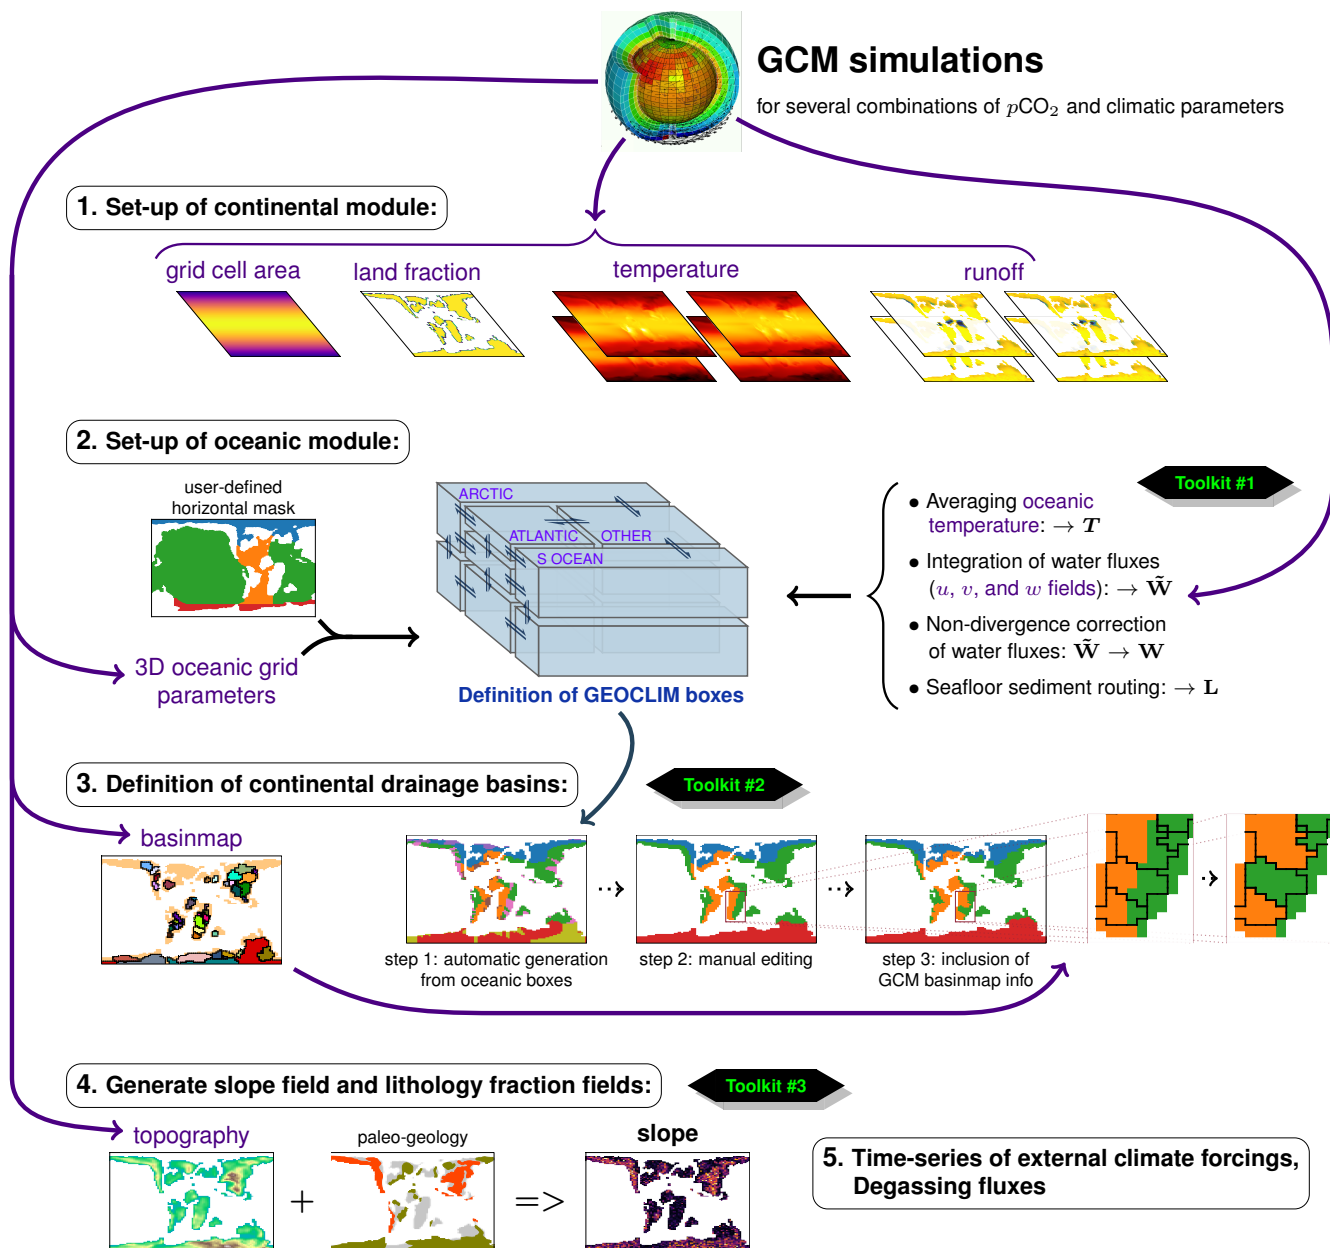 GCM simulations
for several combinations of pCO₂ and climatic parameters
1. Set-up of continental module:
grid cell area
land fraction
temperature
runoff
2. Set-up of oceanic module:
user-defined
horizontal mask
3D oceanic grid
parameters
ARCTIC
ATLANTIC
OTHER
S OCEAN
Definition of GEOCLIM boxes
Toolkit #1
• Averaging oceanic
temperature: → T
• Integration of water fluxes
(u, v, and w fields): → W̃
• Non-divergence correction
of water fluxes: W̃ → W
• Seafloor sediment routing: → L
3. Definition of continental drainage basins:
Toolkit #2
basinmap
step 1: automatic generation
from oceanic boxes
step 2: manual editing
step 3: inclusion of
GCM basinmap info
4. Generate slope field and lithology fraction fields:
Toolkit #3
topography
+
paleo-geology
=>
slope
5. Time-series of external climate forcings,
Degassing fluxes